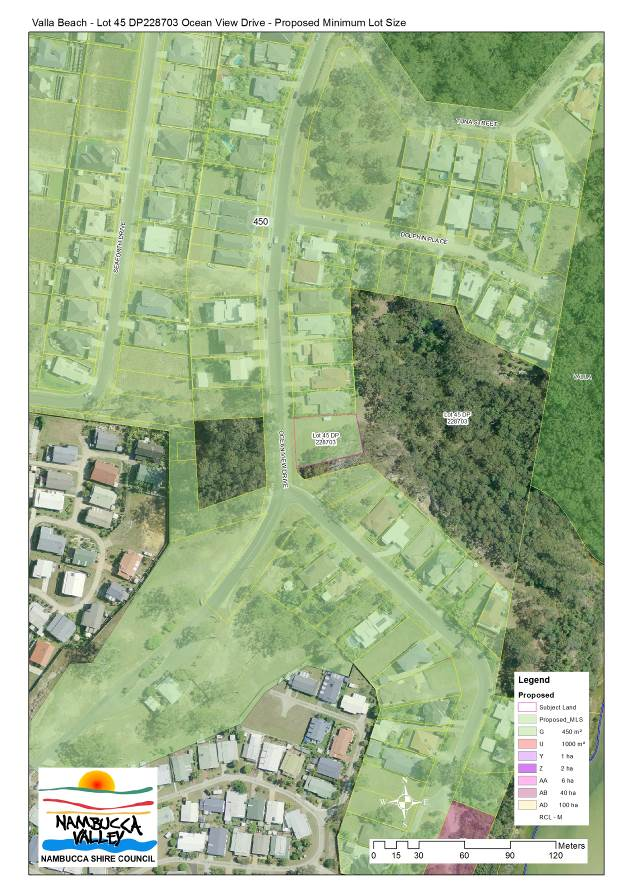 Valla Beach - Lot 45 DP228703 Ocean View Drive - Proposed Minimum Lot Size
TUNA STREET
450
SEAFORTH DRIVE
DOLPHIN PLACE
VALLA
Lot 45 DP
228703
Lot 45 DP
228703
OCEAN VIEW DRIVE
Legend
Proposed
Subject Land
Proposed_MLS
G 450 m²
U 1000 m²
Y 1 ha
Z 2 ha
AA 6 ha
AB 40 ha
AD 100 ha
RCL - M
N
W E
S
Meters
0 15 30 60 90 120
NAMBUCCA
VALLEY
NAMBUCCA SHIRE COUNCIL